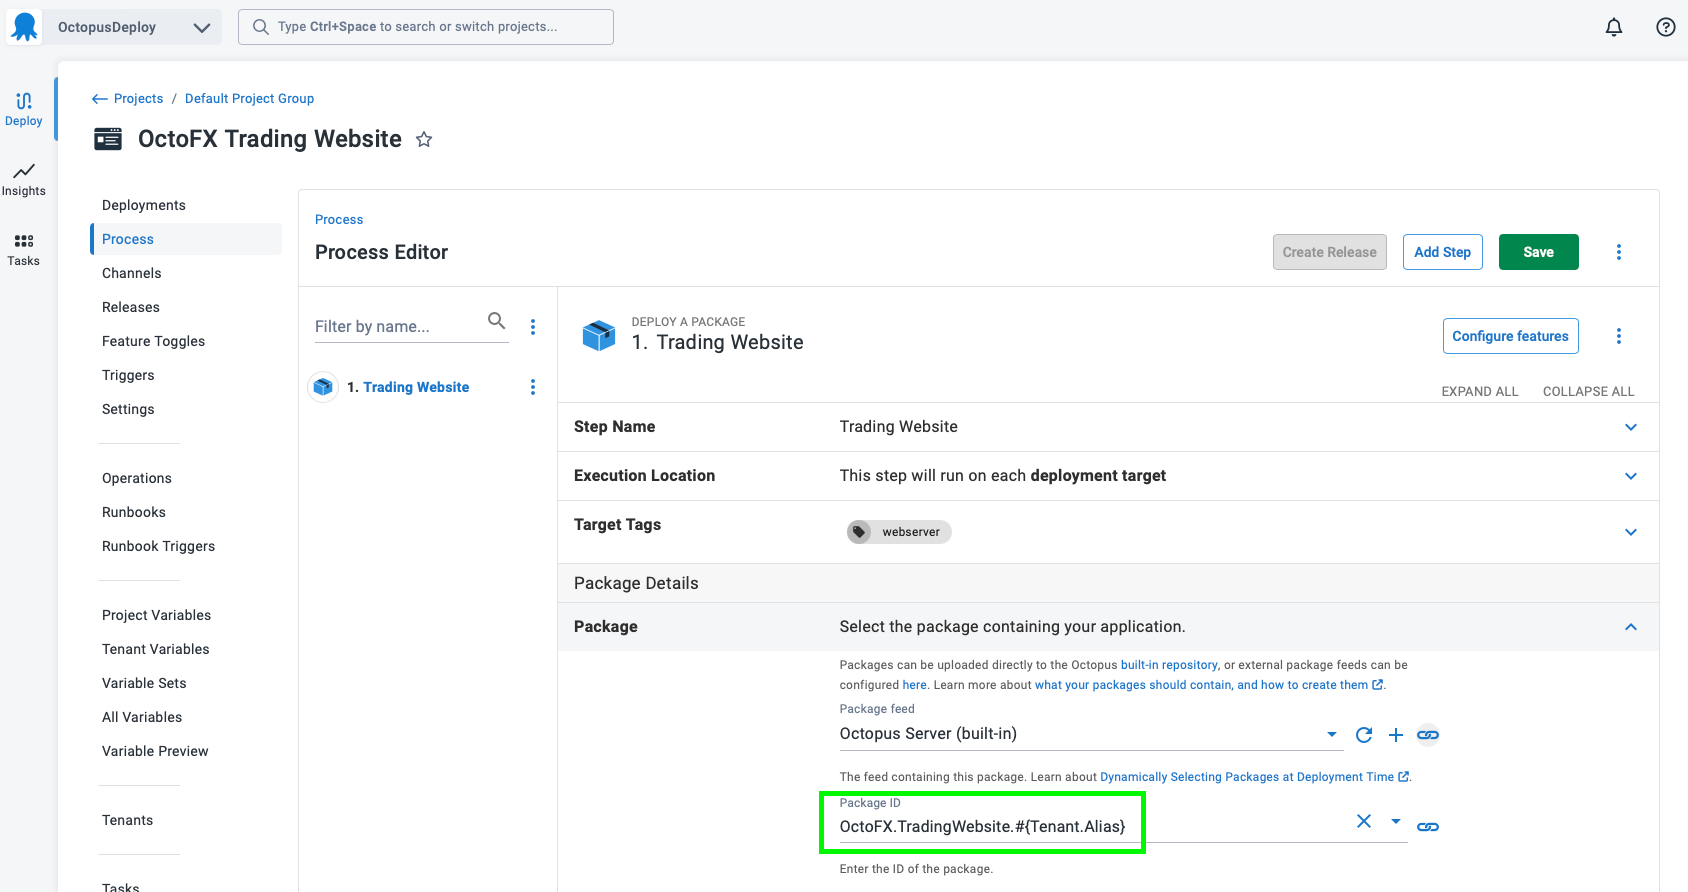 OctopusDeploy
Type Ctrl+Space to search or switch projects...
Deploy
Insights
Tasks
Projects / Default Project Group
OctoFX Trading Website
Deployments
Process
Channels
Releases
Feature Toggles
Triggers
Settings
Operations
Runbooks
Runbook Triggers
Project Variables
Tenant Variables
Variable Sets
All Variables
Variable Preview
Tenants
Tasks
Process
Process Editor
Create Release
Add Step
Save
Filter by name...
1. Trading Website
DEPLOY A PACKAGE
1. Trading Website
Configure features
EXPAND ALL
COLLAPSE ALL
Step Name
Trading Website
Execution Location
This step will run on each deployment target
Target Tags
webserver
Package Details
Package
Select the package containing your application.
Packages can be uploaded directly to the Octopus built-in repository, or external package feeds can be
configured here. Learn more about what your packages should contain, and how to create them.
Package feed
Octopus Server (built-in)
The feed containing this package. Learn about Dynamically Selecting Packages at Deployment Time.
Package ID
OctoFX.TradingWebsite.#{Tenant.Alias}
Enter the ID of the package.